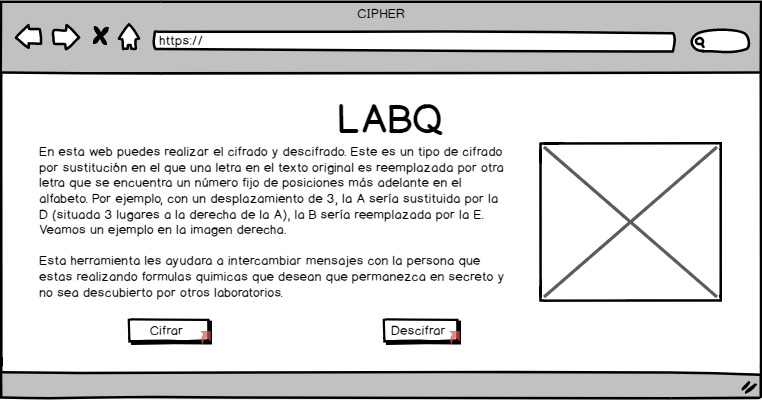 CIPHER
https://
LABQ
En esta web puedes realizar el cifrado y descifrado. Este es un tipo de cifrado
por sustitución en el que una letra en el texto original es reemplazada por otra
letra que se encuentra un número fijo de posiciones más adelante en el
alfabeto. Por ejemplo, con un desplazamiento de 3, la A sería sustituida por la
D (situada 3 lugares a la derecha de la A), la B sería reemplazada por la E.
Veamos un ejemplo en la imagen derecha.
Esta herramienta les ayudara a intercambiar mensajes con la persona que
estas realizando formulas quimicas que desean que permanezca en secreto y
no sea descubierto por otros laboratorios.
Cifrar
Descifrar